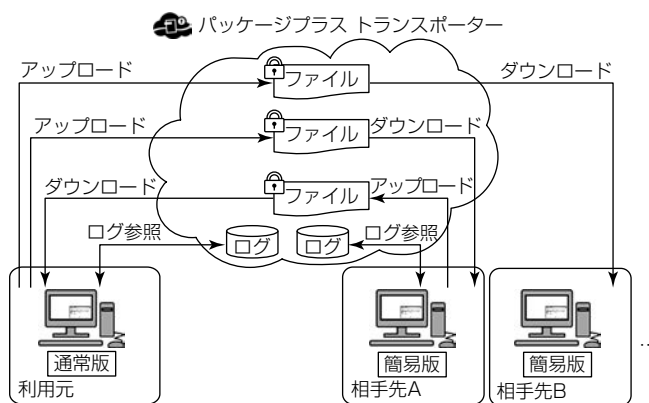 パッケージプラス トランスポーター
アップロード
ファイル
ダウンロード
アップロード
ファイル
ダウンロード
ダウンロード
ファイル
アップロード
ログ参照
ログ
ログ
ログ参照
通常版
利用元
簡易版
相手先A
簡易版
相手先B
…